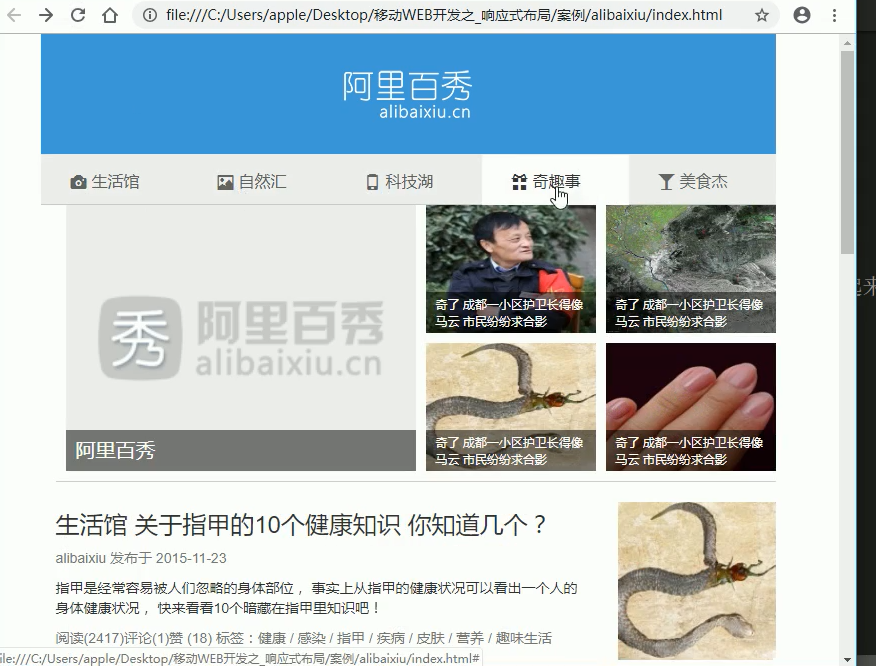 file:///C:/Users/apple/Desktop/移动WEB开发之_响应式布局/案例/alibaixiu/index.html
阿里百秀
alibaixiu.cn
生活馆 自然汇 科技湖 奇趣事 美食杰
秀 阿里百秀
alibaixiu.cn
阿里百秀
奇了 成都一小区护卫长得像
马云 市民纷纷求合影
奇了 成都一小区护卫长得像
马云 市民纷纷求合影
奇了 成都一小区护卫长得像
马云 市民纷纷求合影
奇了 成都一小区护卫长得像
马云 市民纷纷求合影
起来
生活馆 关于指甲的10个健康知识 你知道几个？
alibaixiu 发布于 2015-11-23
指甲是经常容易被人们忽略的身体部位， 事实上从指甲的健康状况可以看出一个人的
身体健康状况， 快来看看10个暗藏在指甲里知识吧！
阅读(2417)评论(1)赞 (18) 标签：健康 / 感染 / 指甲 / 疾病 / 皮肤 / 营养 / 趣味生活
ile:///C:/Users/apple/Desktop/移动WEB开发之_响应式布局/案例/alibaixiu/index.html#